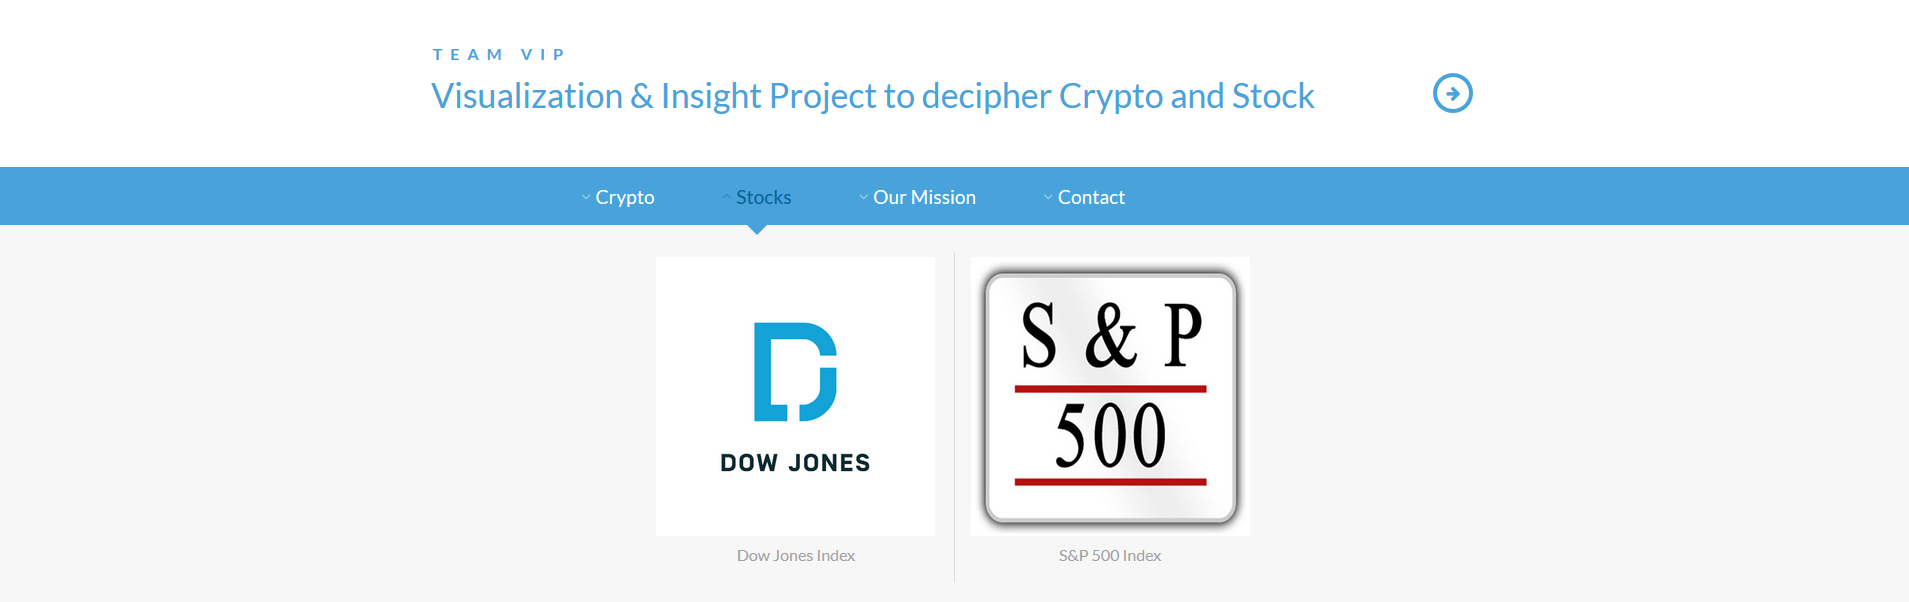 TEAM VIP
Visualization & Insight Project to decipher Crypto and Stock
Crypto Stocks Our Mission Contact
DOW JONES
Dow Jones Index
S & P
500
S&P 500 Index